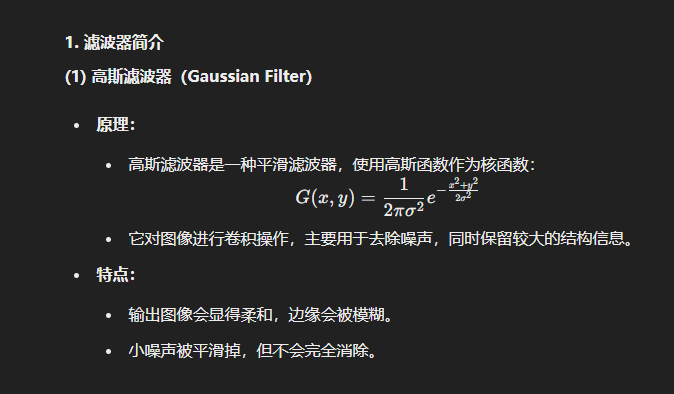 1. 滤波器简介
(1) 高斯滤波器（Gaussian Filter）
• 原理：
• 高斯滤波器是一种平滑滤波器，使用高斯函数作为核函数：
G(x, y) = \frac{1}{2\pi\sigma^2} e^{-\frac{x^2+y^2}{2\sigma^2}}
• 它对图像进行卷积操作，主要用于去除噪声，同时保留较大的结构信息。
• 特点：
• 输出图像会显得柔和，边缘会被模糊。
• 小噪声被平滑掉，但不会完全消除。